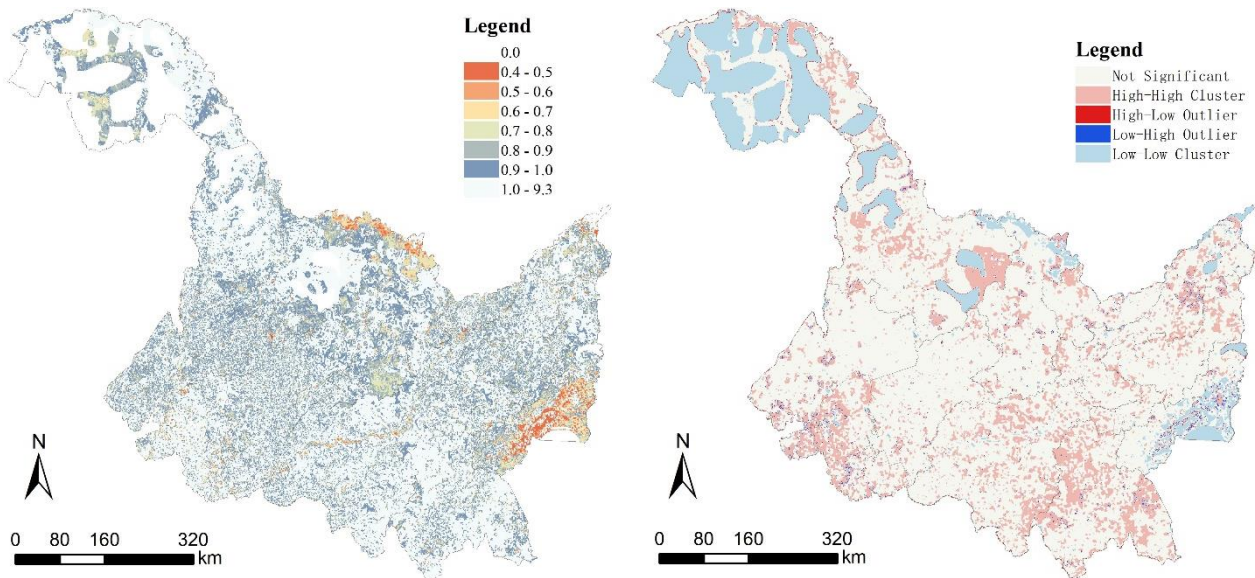 Legend
0.0
0.4 - 0.5
0.5 - 0.6
0.6 - 0.7
0.7 - 0.8
0.8 - 0.9
0.9 - 1.0
1.0 - 9.3
N
0 80 160 320
km
Legend
Not Significant
High-High Cluster
High-Low Outlier
Low-High Outlier
Low Low Cluster
N
0 80 160 320
km